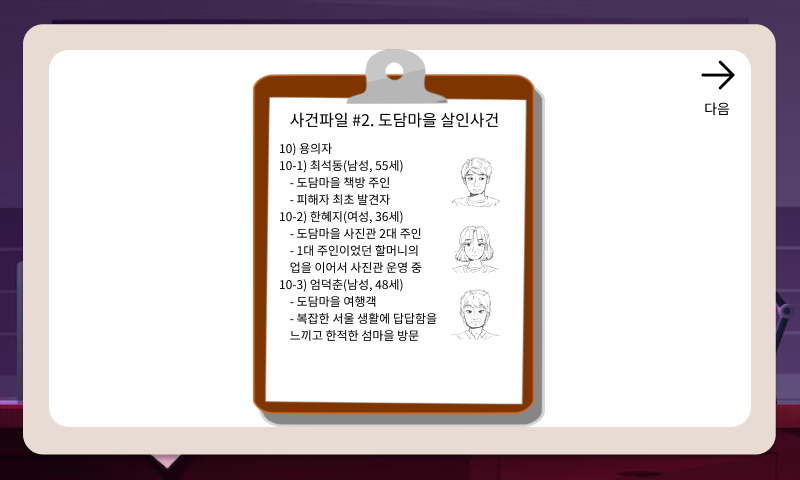 사건파일 #2. 도담마을 살인사건
10) 용의자
10-1) 최석동(남성, 55세)
- 도담마을 책방 주인
- 피해자 최초 발견자
10-2) 한혜지(여성, 36세)
- 도담마을 사진관 2대 주인
- 1대 주인이었던 할머니의
업을 이어서 사진관 운영 중
10-3) 엄덕춘(남성, 48세)
- 도담마을 여행객
- 복잡한 서울 생활에 답답함을
느끼고 한적한 섬마을 방문
다음